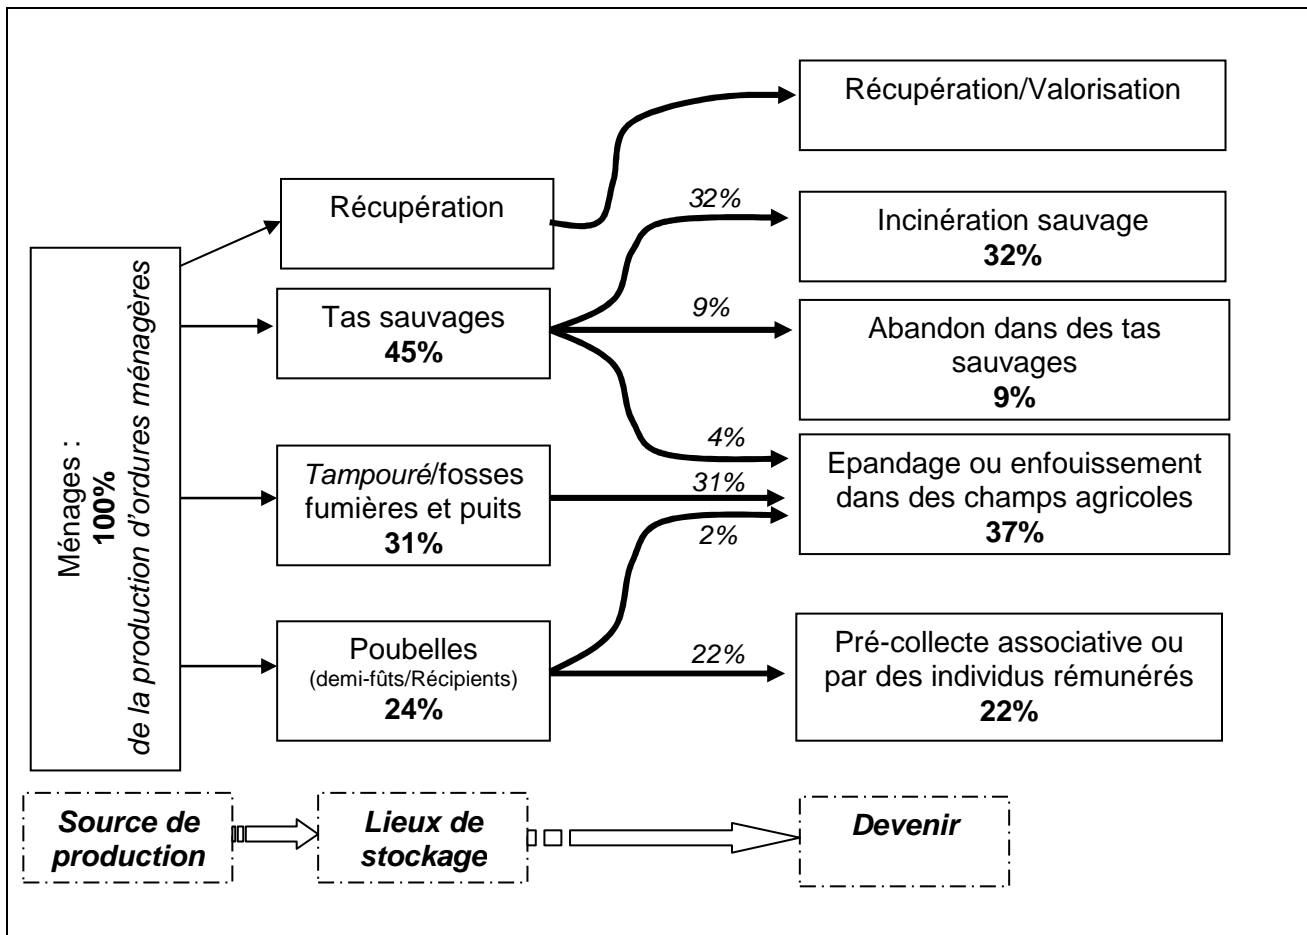 Ménages :
100%
de la production d'ordures ménagères
Récupération
Tas sauvages
45%
Tampouré/fosses
fumières et puits
31%
Poubelles
(demi-fûts/Récipients)
24%
32%
9%
4%
31%
2%
22%
Récupération/Valorisation
Incinération sauvage
32%
Abandon dans des tas
sauvages
9%
Epandage ou enfouissement
dans des champs agricoles
37%
Pré-collecte associative ou
par des individus rémunérés
22%
Source de
production
Lieux de
stockage
Devenir